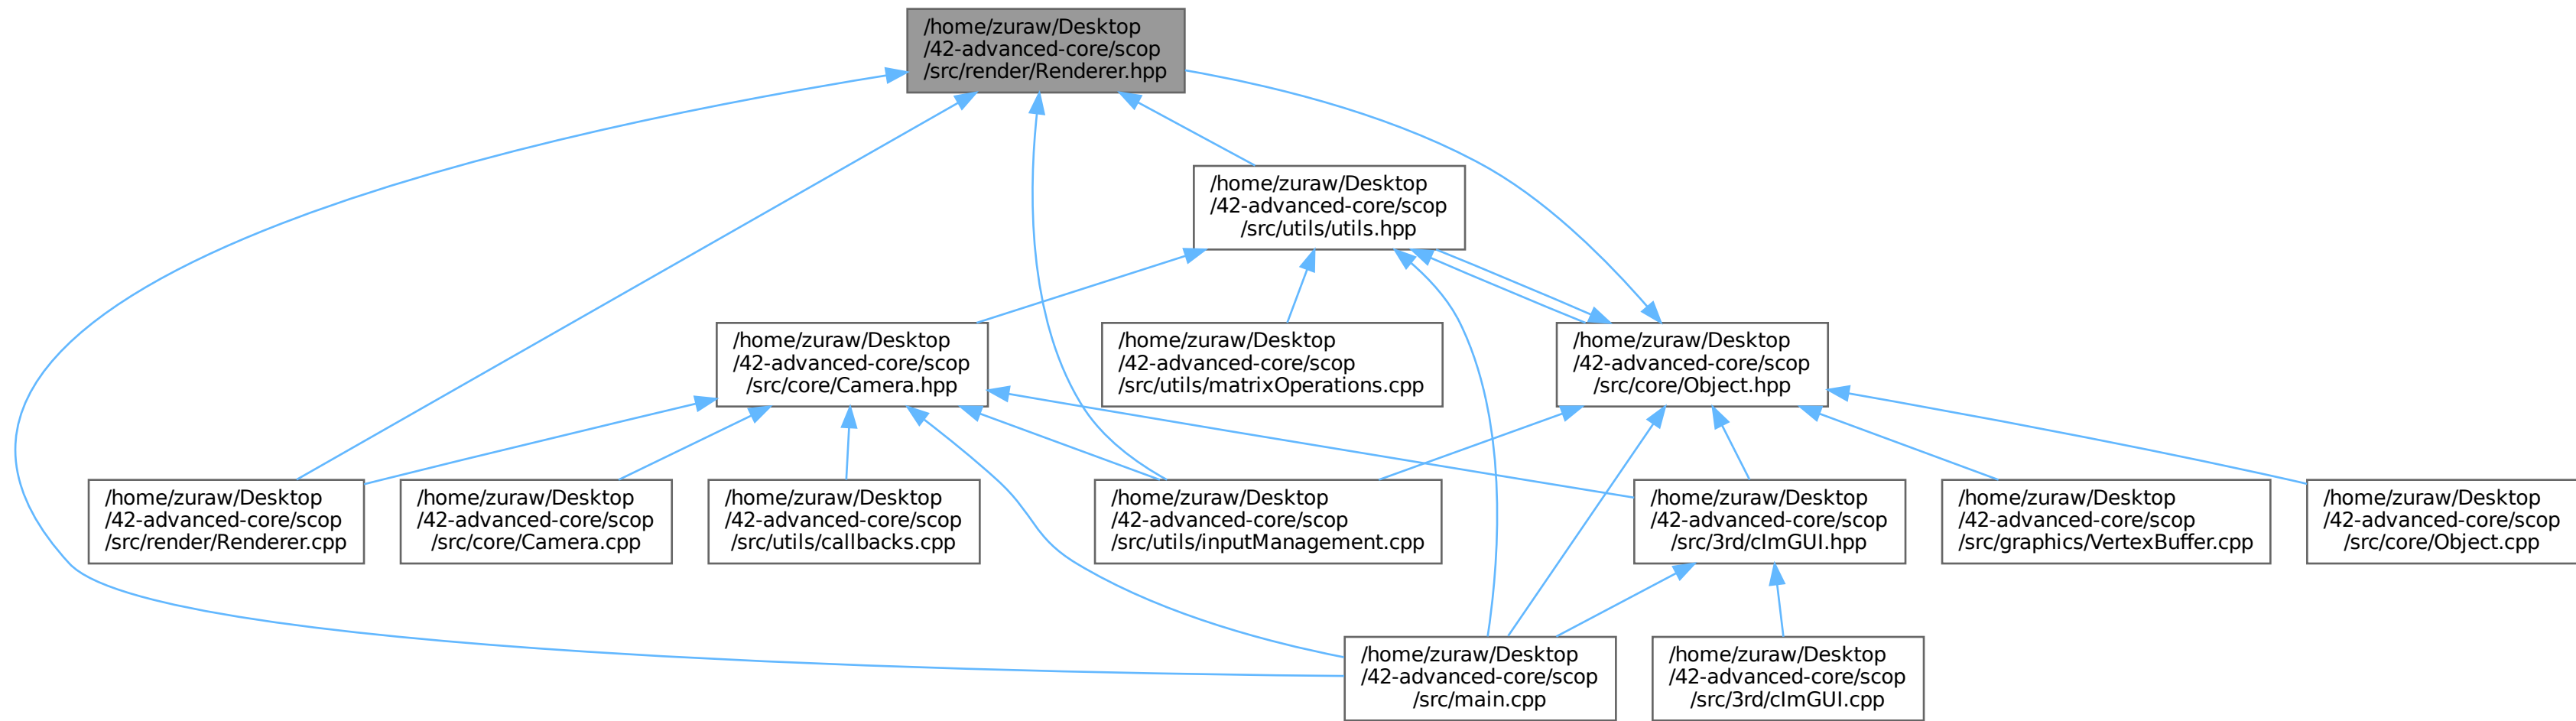 /home/zuraw/Desktop
/42-advanced-core/scop
/src/render/Renderer.hpp
/home/zuraw/Desktop
/42-advanced-core/scop
/src/utils/utils.hpp
/home/zuraw/Desktop
/42-advanced-core/scop
/src/core/Camera.hpp
/home/zuraw/Desktop
/42-advanced-core/scop
/src/utils/matrixOperations.cpp
/home/zuraw/Desktop
/42-advanced-core/scop
/src/core/Object.hpp
/home/zuraw/Desktop
/42-advanced-core/scop
/src/render/Renderer.cpp
/home/zuraw/Desktop
/42-advanced-core/scop
/src/core/Camera.cpp
/home/zuraw/Desktop
/42-advanced-core/scop
/src/utils/callbacks.cpp
/home/zuraw/Desktop
/42-advanced-core/scop
/src/utils/inputManagement.cpp
/home/zuraw/Desktop
/42-advanced-core/scop
/src/3rd/cImGUI.hpp
/home/zuraw/Desktop
/42-advanced-core/scop
/src/graphics/VertexBuffer.cpp
/home/zuraw/Desktop
/42-advanced-core/scop
/src/core/Object.cpp
/home/zuraw/Desktop
/42-advanced-core/scop
/src/main.cpp
/home/zuraw/Desktop
/42-advanced-core/scop
/src/3rd/cImGUI.cpp